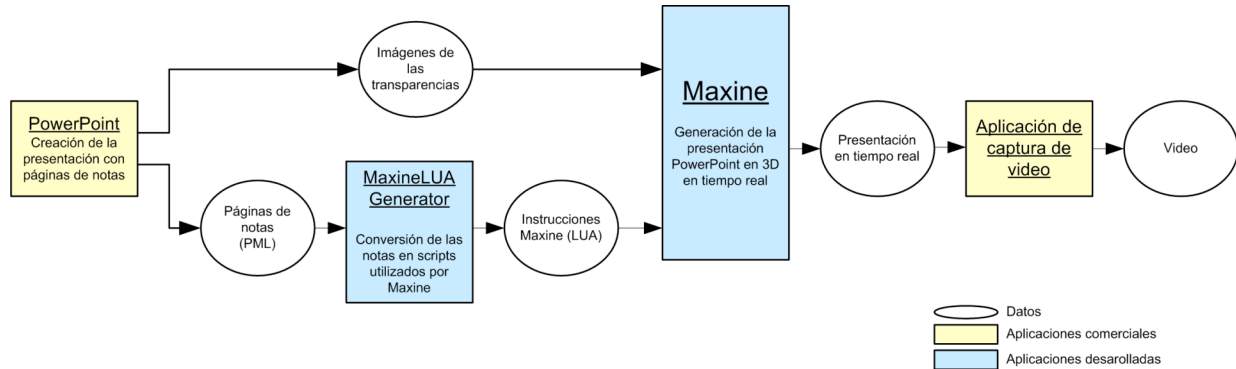 PowerPoint
Creación de la
presentación con
páginas de notas
Imágenes de
las
transparencias
Páginas de
notas
(PML)
MaxineLUA
Generator
Conversión de las
notas en scripts
utilizados por
Maxine
Instrucciones
Maxine (LUA)
Maxine
Generación de la
presentación
PowerPoint en 3D
en tiempo real
Presentación
en tiempo real
Aplicación de
captura de
video
Video
Datos
Aplicaciones comerciales
Aplicaciones desarolladas